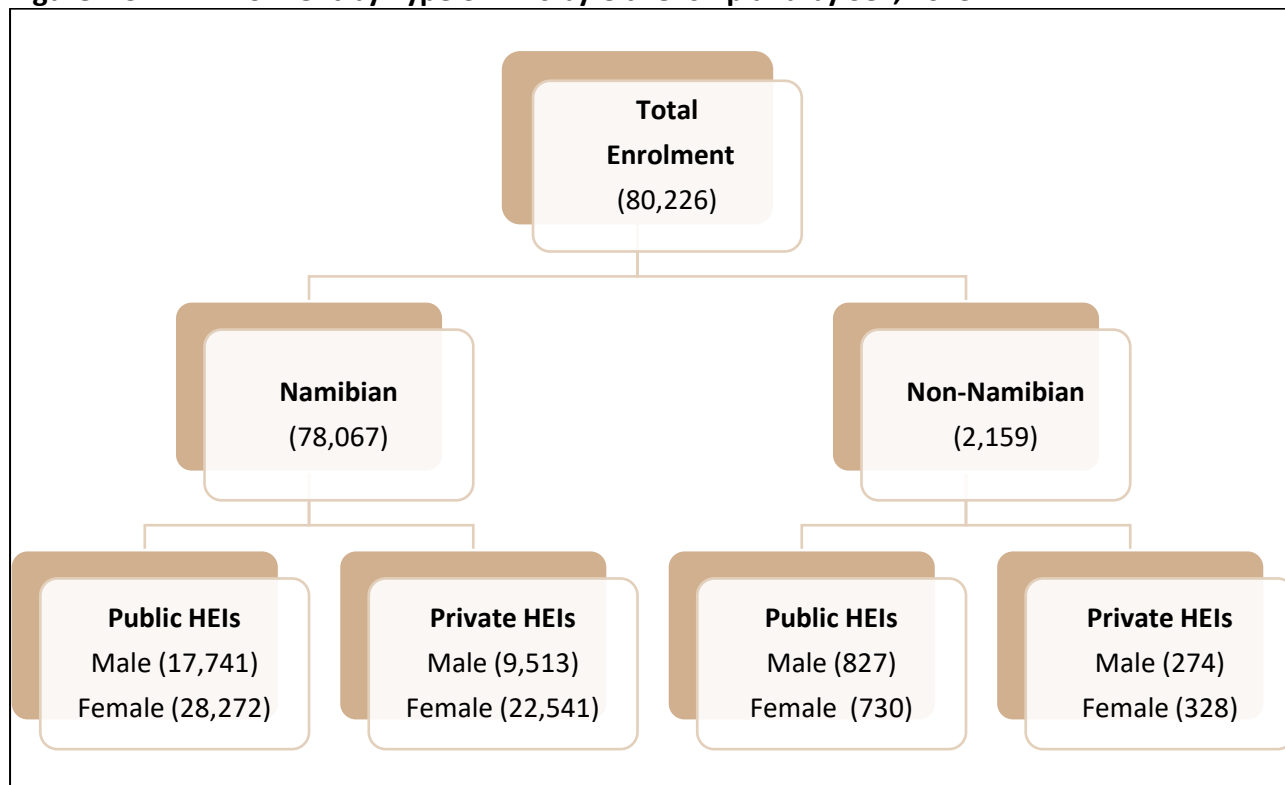 Total
Enrolment
(80,226)
Namibian
(78,067)
Non-Namibian
(2,159)
Public HEIs
Male (17,741)
Female (28,272)
Private HEIs
Male (9,513)
Female (22,541)
Public HEIs
Male (827)
Female (730)
Private HEIs
Male (274)
Female (328)